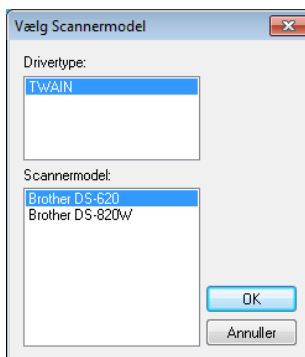 Vælg Scannermodel
Drivertype:
TWAIN
Scannermodel:
Brother DS-620
Brother DS-820W
OK
Annuller